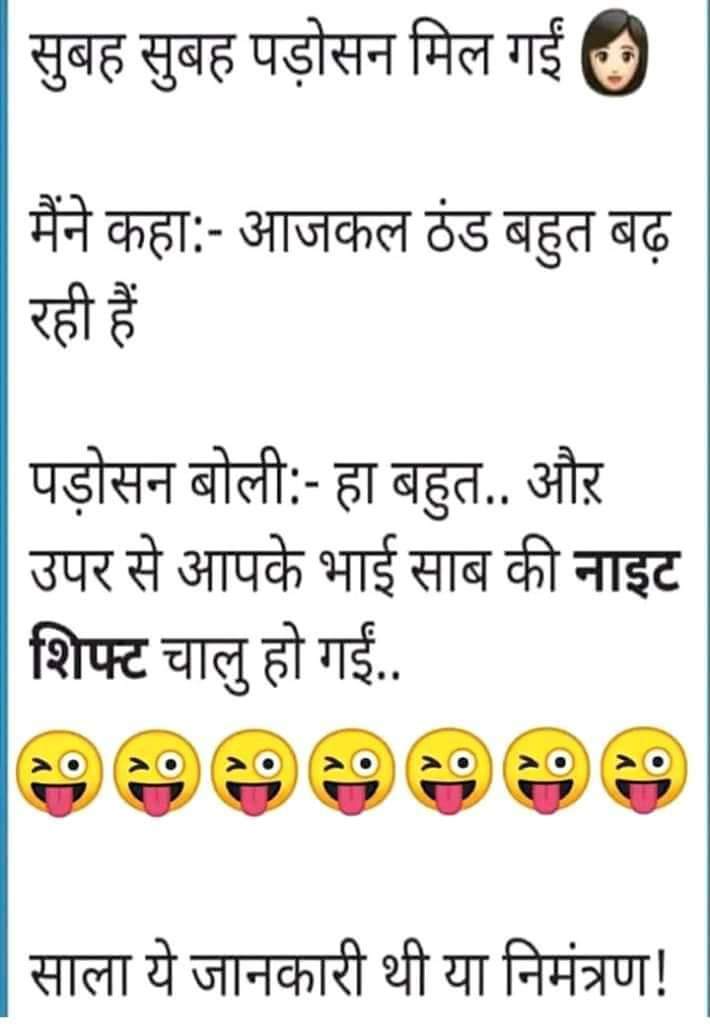 सुबह सुबह पड़ोसन मिल गईं 👩🏻
मैंने कहा:- आजकल ठंड बहुत बढ़
रही हैं
पड़ोसन बोली:- हा बहुत.. औऱ
उपर से आपके भाई साब की नाइट
शिफ्ट चालु हो गईं..
😜😜😜😜😜😜😜
साला ये जानकारी थी या निमंत्रण!